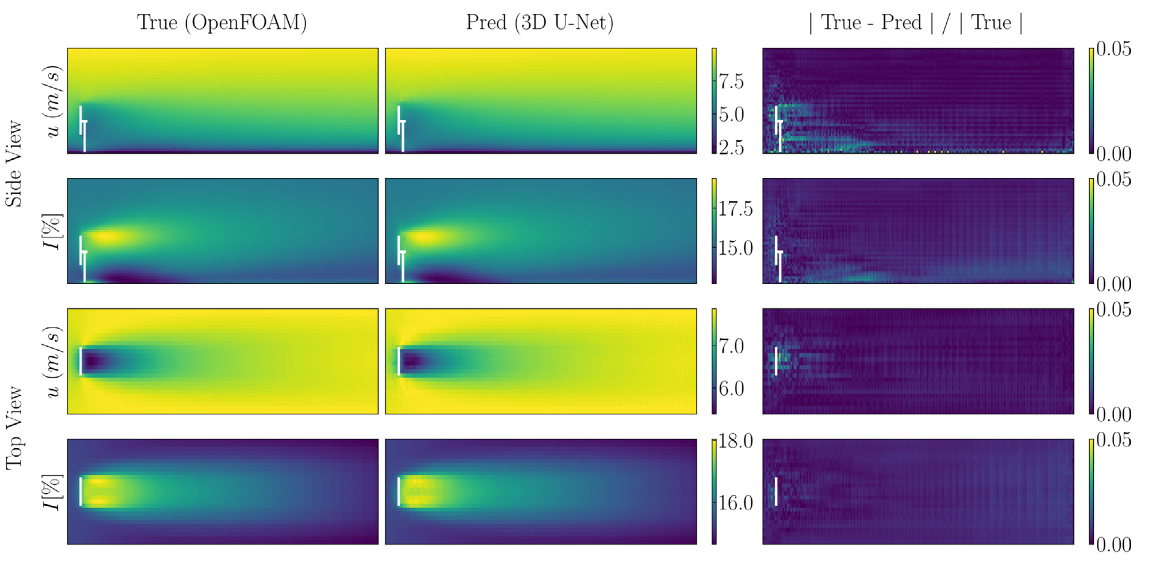 True (OpenFOAM)
Pred (3D U-Net)
| True - Pred | / | True |
Side View
u (m/s)
7.5
5.0
2.5
0.05
0.00
I[%]
17.5
15.0
0.05
0.00
Top View
u (m/s)
7.0
6.0
0.05
0.00
I[%]
18.0
16.0
0.05
0.00